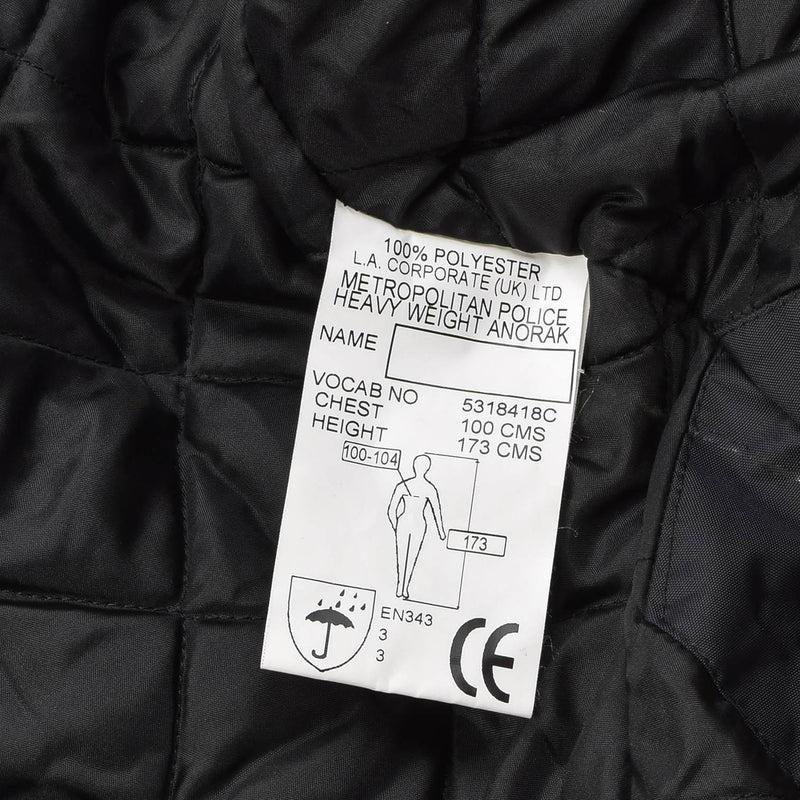 100% POLYESTER
L.A. CORPORATE (UK) LTD
METROPOLITAN POLICE
HEAVY WEIGHT ANORAK
NAME
VOCAB NO 5318418C
CHEST 100 CMS
HEIGHT 173 CMS
100-104
173
EN343
3
3
CE